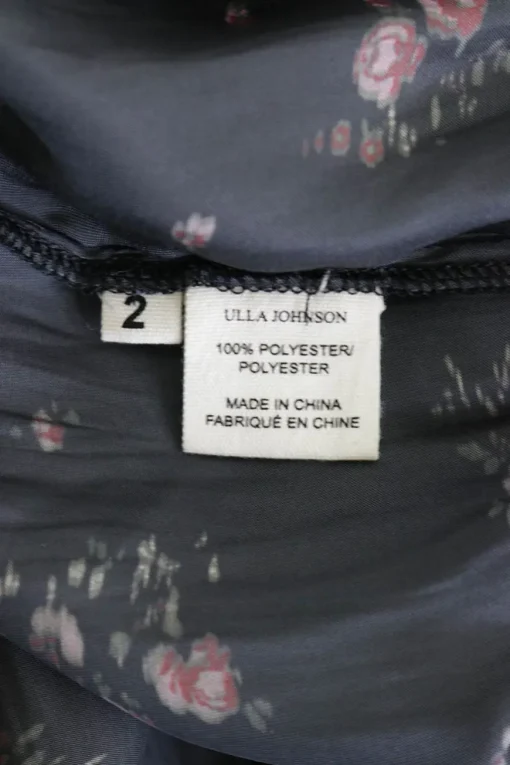 2
ULLA JOHNSON
100% POLYESTER/
POLYESTER
MADE IN CHINA
FABRIQUÉ EN CHINE